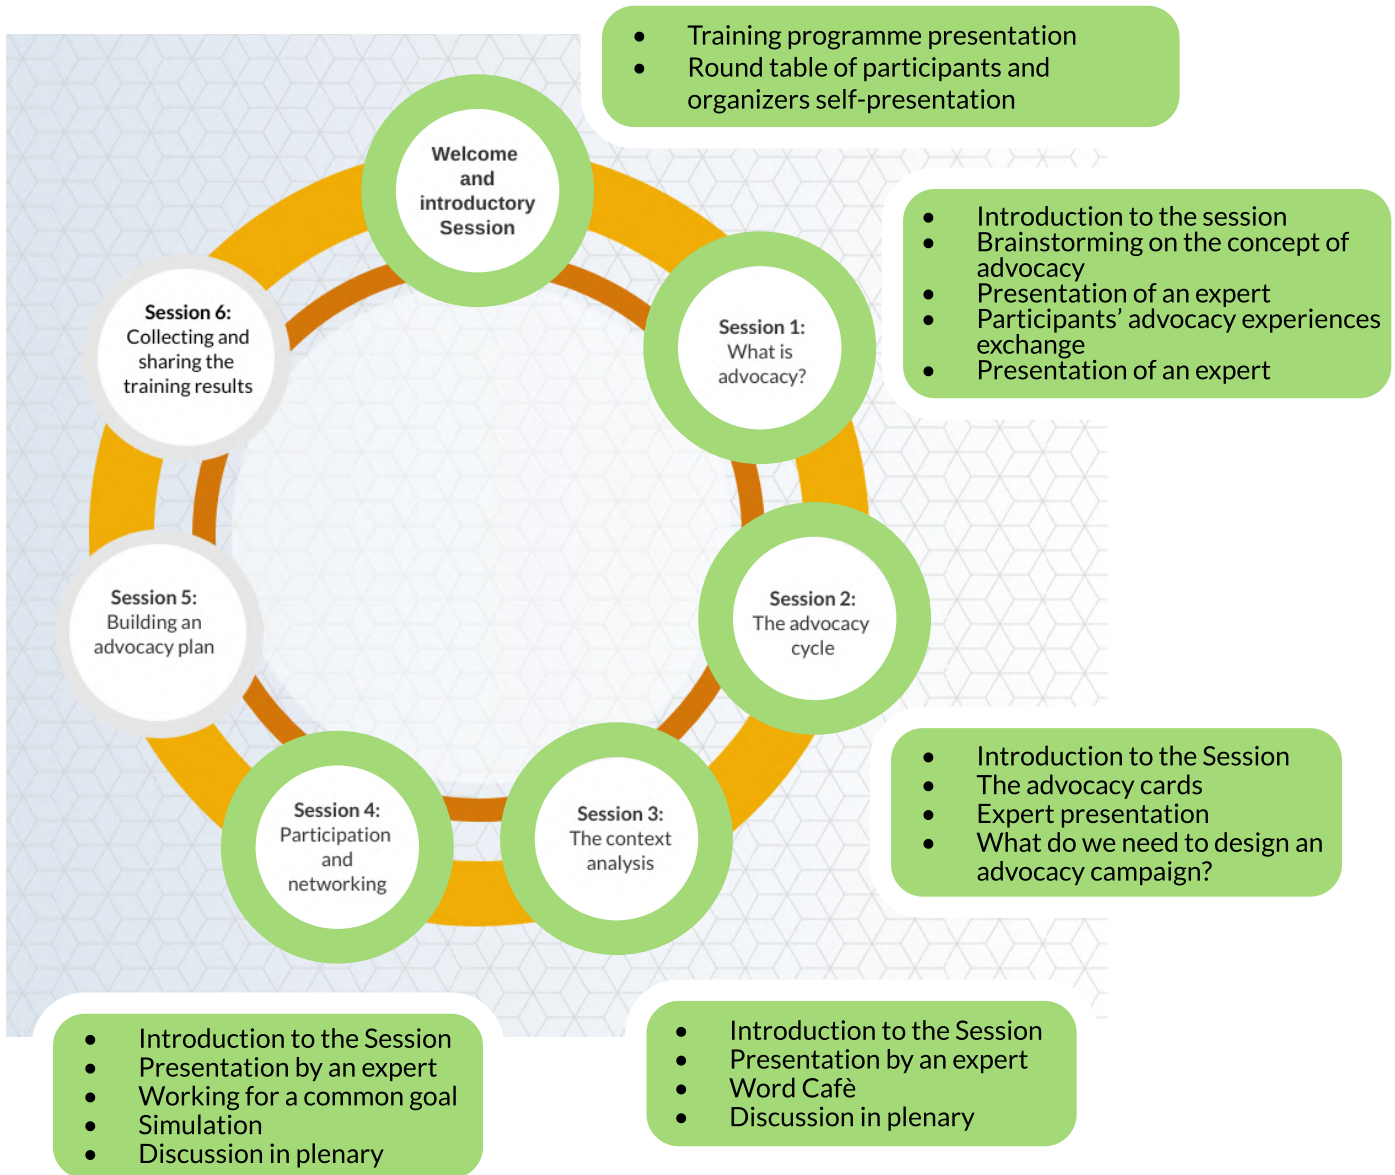 • Training programme presentation
• Round table of participants and
organizers self-presentation
Welcome
and
introductory
Session
• Introduction to the session
• Brainstorming on the concept of
advocacy
• Presentation of an expert
• Participants’ advocacy experiences
exchange
• Presentation of an expert
Session 1:
What is
advocacy?
Session 2:
The advocacy
cycle
• Introduction to the Session
• The advocacy cards
• Expert presentation
• What do we need to design an
advocacy campaign?
Session 3:
The context
analysis
• Introduction to the Session
• Presentation by an expert
• Word Cafè
• Discussion in plenary
Session 4:
Participation
and
networking
• Introduction to the Session
• Presentation by an expert
• Working for a common goal
• Simulation
• Discussion in plenary
Session 5:
Building an
advocacy plan
Session 6:
Collecting and
sharing the
training results